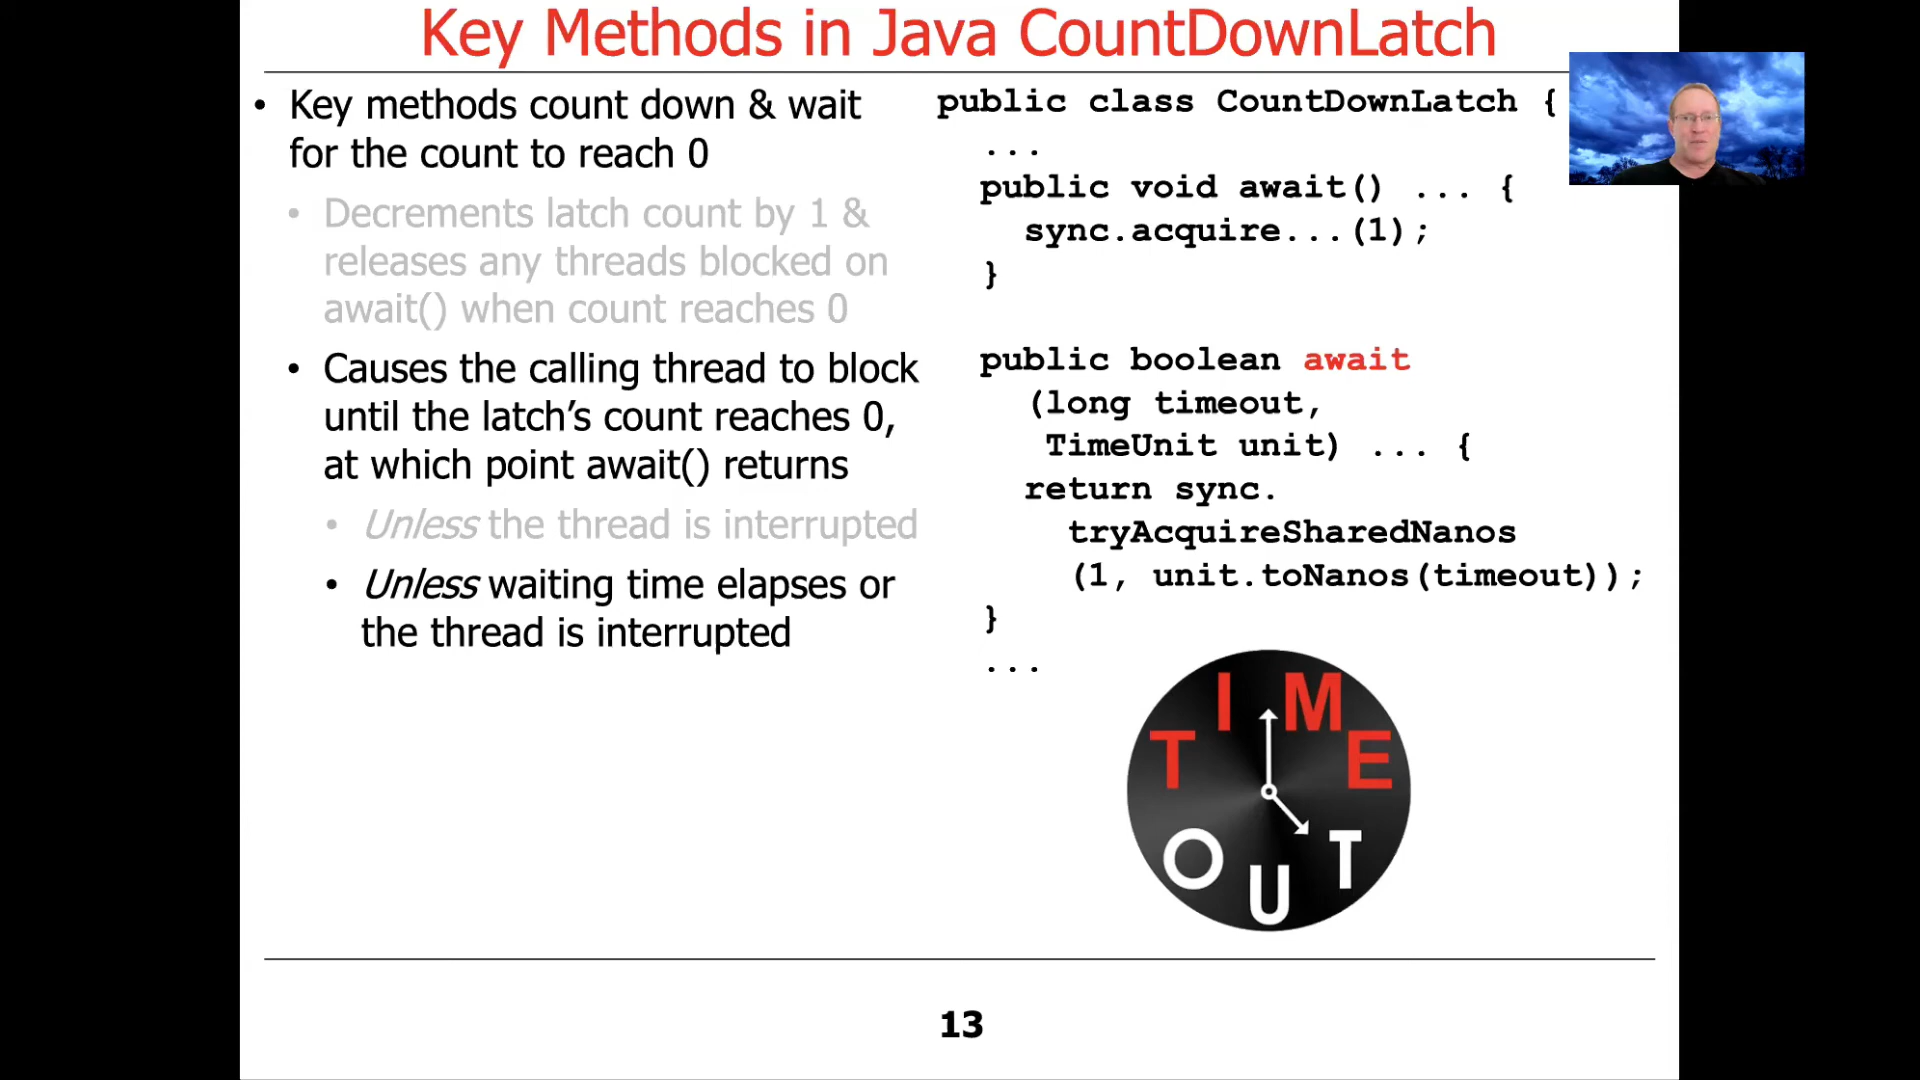 Key Methods in Java CountDownLatch
• Key methods count down & wait
for the count to reach 0
• Decrements latch count by 1 &
releases any threads blocked on
await() when count reaches 0
• Causes the calling thread to block
until the latch’s count reaches 0,
at which point await() returns
• Unless the thread is interrupted
• Unless waiting time elapses or
the thread is interrupted
public class CountDownLatch {
...
public void await() ... {
sync.acquire...(1);
}
public boolean await
(long timeout,
TimeUnit unit) ... {
return sync.
tryAcquireSharedNanos
(1, unit.toNanos(timeout));
}
...
TIME
OUT
13